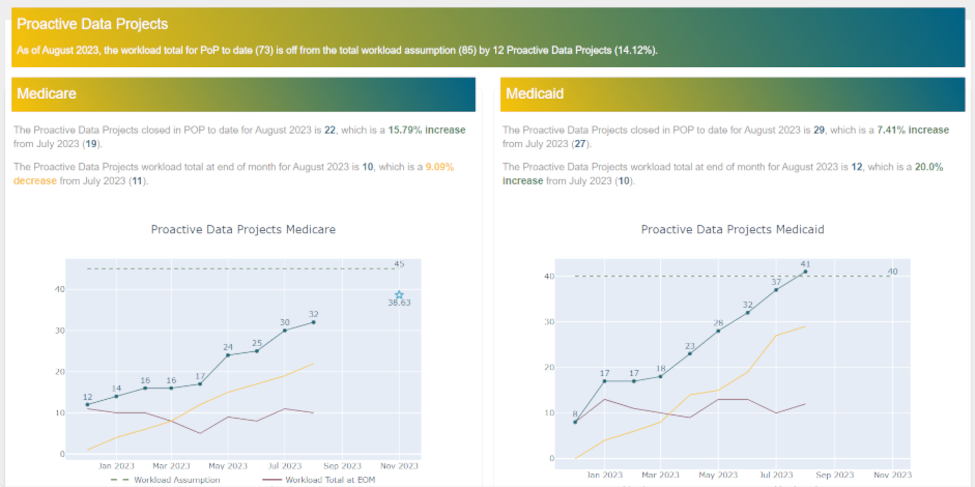 Proactive Data Projects
As of August 2023, the workload total for PoP to date (73) is off from the total workload assumption (85) by 12 Proactive Data Projects (14.12%).
Medicare
The Proactive Data Projects closed in POP to date for August 2023 is 22, which is a 15.79% increase
from July 2023 (19).
The Proactive Data Projects workload total at end of month for August 2023 is 10, which is a 9.09%
decrease from July 2023 (11).
Proactive Data Projects Medicare
45
40
38.63
32
30
30
25
24
20
17
16
16
14
12
10
0
Jan 2023
Mar 2023
May 2023
Jul 2023
Sep 2023
Nov 2023
Workload Assumption
Workload Total at EOM
Medicaid
The Proactive Data Projects closed in POP to date for August 2023 is 29, which is a 7.41% increase
from July 2023 (27).
The Proactive Data Projects workload total at end of month for August 2023 is 12, which is a 20.0%
increase from July 2023 (10).
Proactive Data Projects Medicaid
41
40
40
37
32
30
28
23
20
18
17
17
10
8
0
Jan 2023
Mar 2023
May 2023
Jul 2023
Sep 2023
Nov 2023